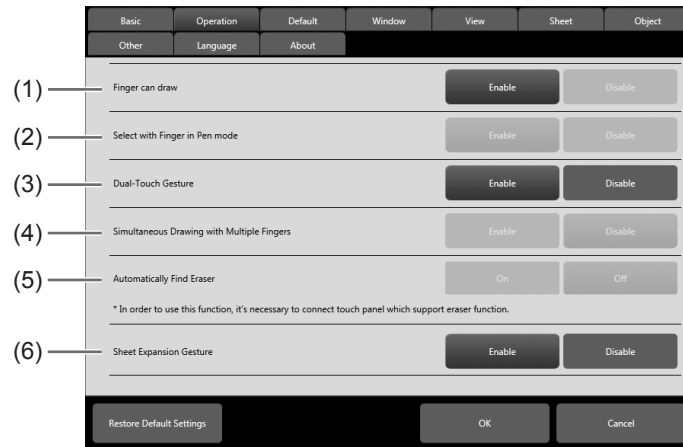 Basic Operation Default Window View Sheet Object
Other Language About
(1) Finger can draw Enable Disable
(2) Select with Finger in Pen mode Enable Disable
(3) Dual-Touch Gesture Enable Disable
(4) Simultaneous Drawing with Multiple Fingers Enable Disable
(5) Automatically Find Eraser On Off
* In order to use this function, it's necessary to connect touch panel which support eraser function.
(6) Sheet Expansion Gesture Enable Disable
Restore Default Settings OK Cancel